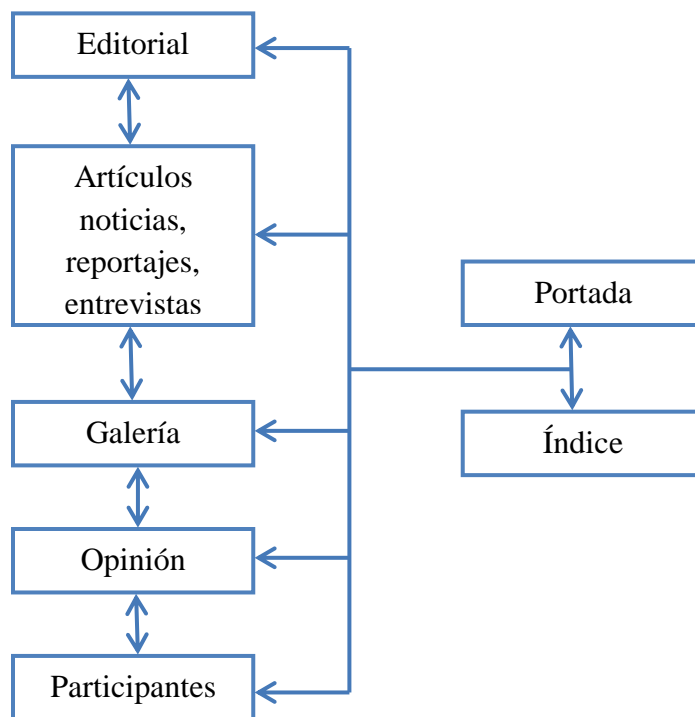 Editorial
Artículos
noticias,
reportajes,
entrevistas
Galería
Opinión
Participantes
Portada
Índice